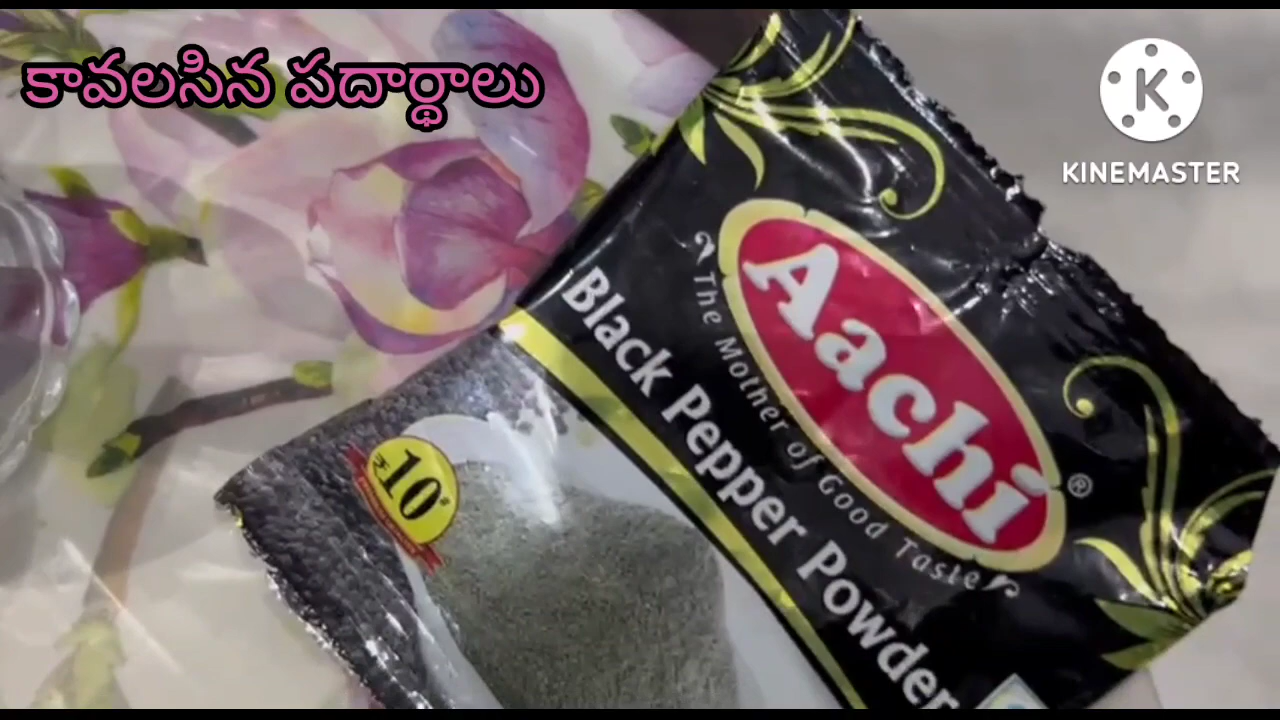 కావలసిన పదార్థాలు
K
KINEMASTER
Aachi
®
The Mother of Good Taste
Black Pepper Powder
₹10